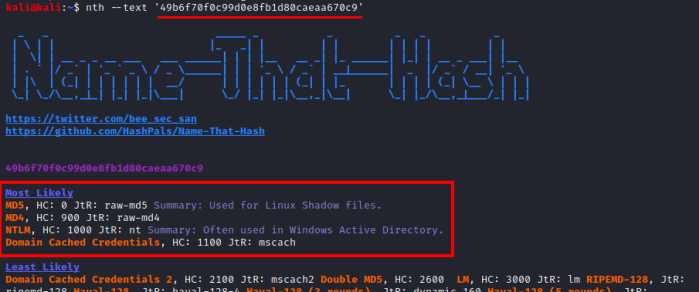 kali@kali:~$ nth --text '49b6f70f0c99d0e8fb1d80caeaa670c9'
Name-That-Hash
https://twitter.com/bee_sec_san
https://github.com/HashPals/Name-That-Hash
49b6f70f0c99d0e8fb1d80caeaa670c9
Most Likely
MD5, HC: 0 JtR: raw-md5 Summary: Used for Linux Shadow files.
MD4, HC: 900 JtR: raw-md4
NTLM, HC: 1000 JtR: nt Summary: Often used in Windows Active Directory.
Domain Cached Credentials, HC: 1100 JtR: mscach
Least Likely
Domain Cached Credentials 2, HC: 2100 JtR: mscach2 Double MD5, HC: 2600 LM, HC: 3000 JtR: lm RIPEMD-128, JtR:
ripemd-128 Haval-128, JtR: haval-128-4 Haval-128 (3 rounds), JtR: dynamic_160 Haval-128 (5 rounds), JtR: